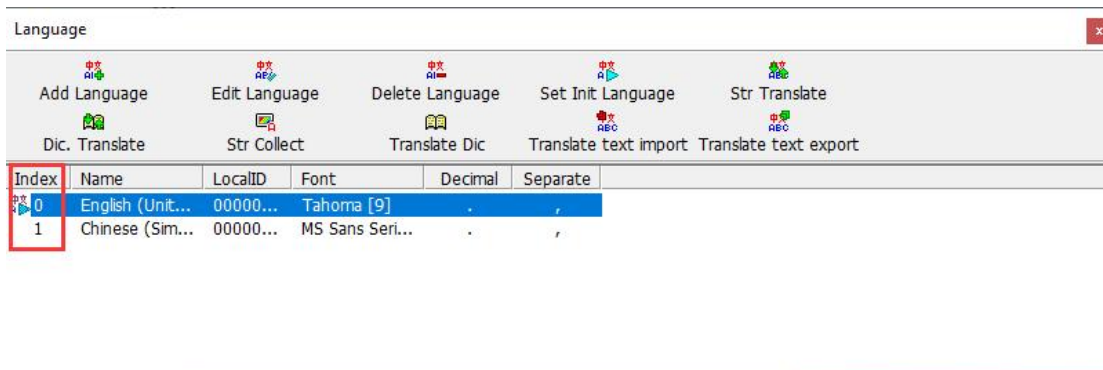 Language
Add Language Edit Language Delete Language Set Init Language Str Translate
Dic. Translate Str Collect Translate Dic Translate text import Translate text export
Index Name LocalID Font Decimal Separate
0 English (Unit... 00000... Tahoma [9] . ,
1 Chinese (Sim... 00000... MS Sans Seri... . ,